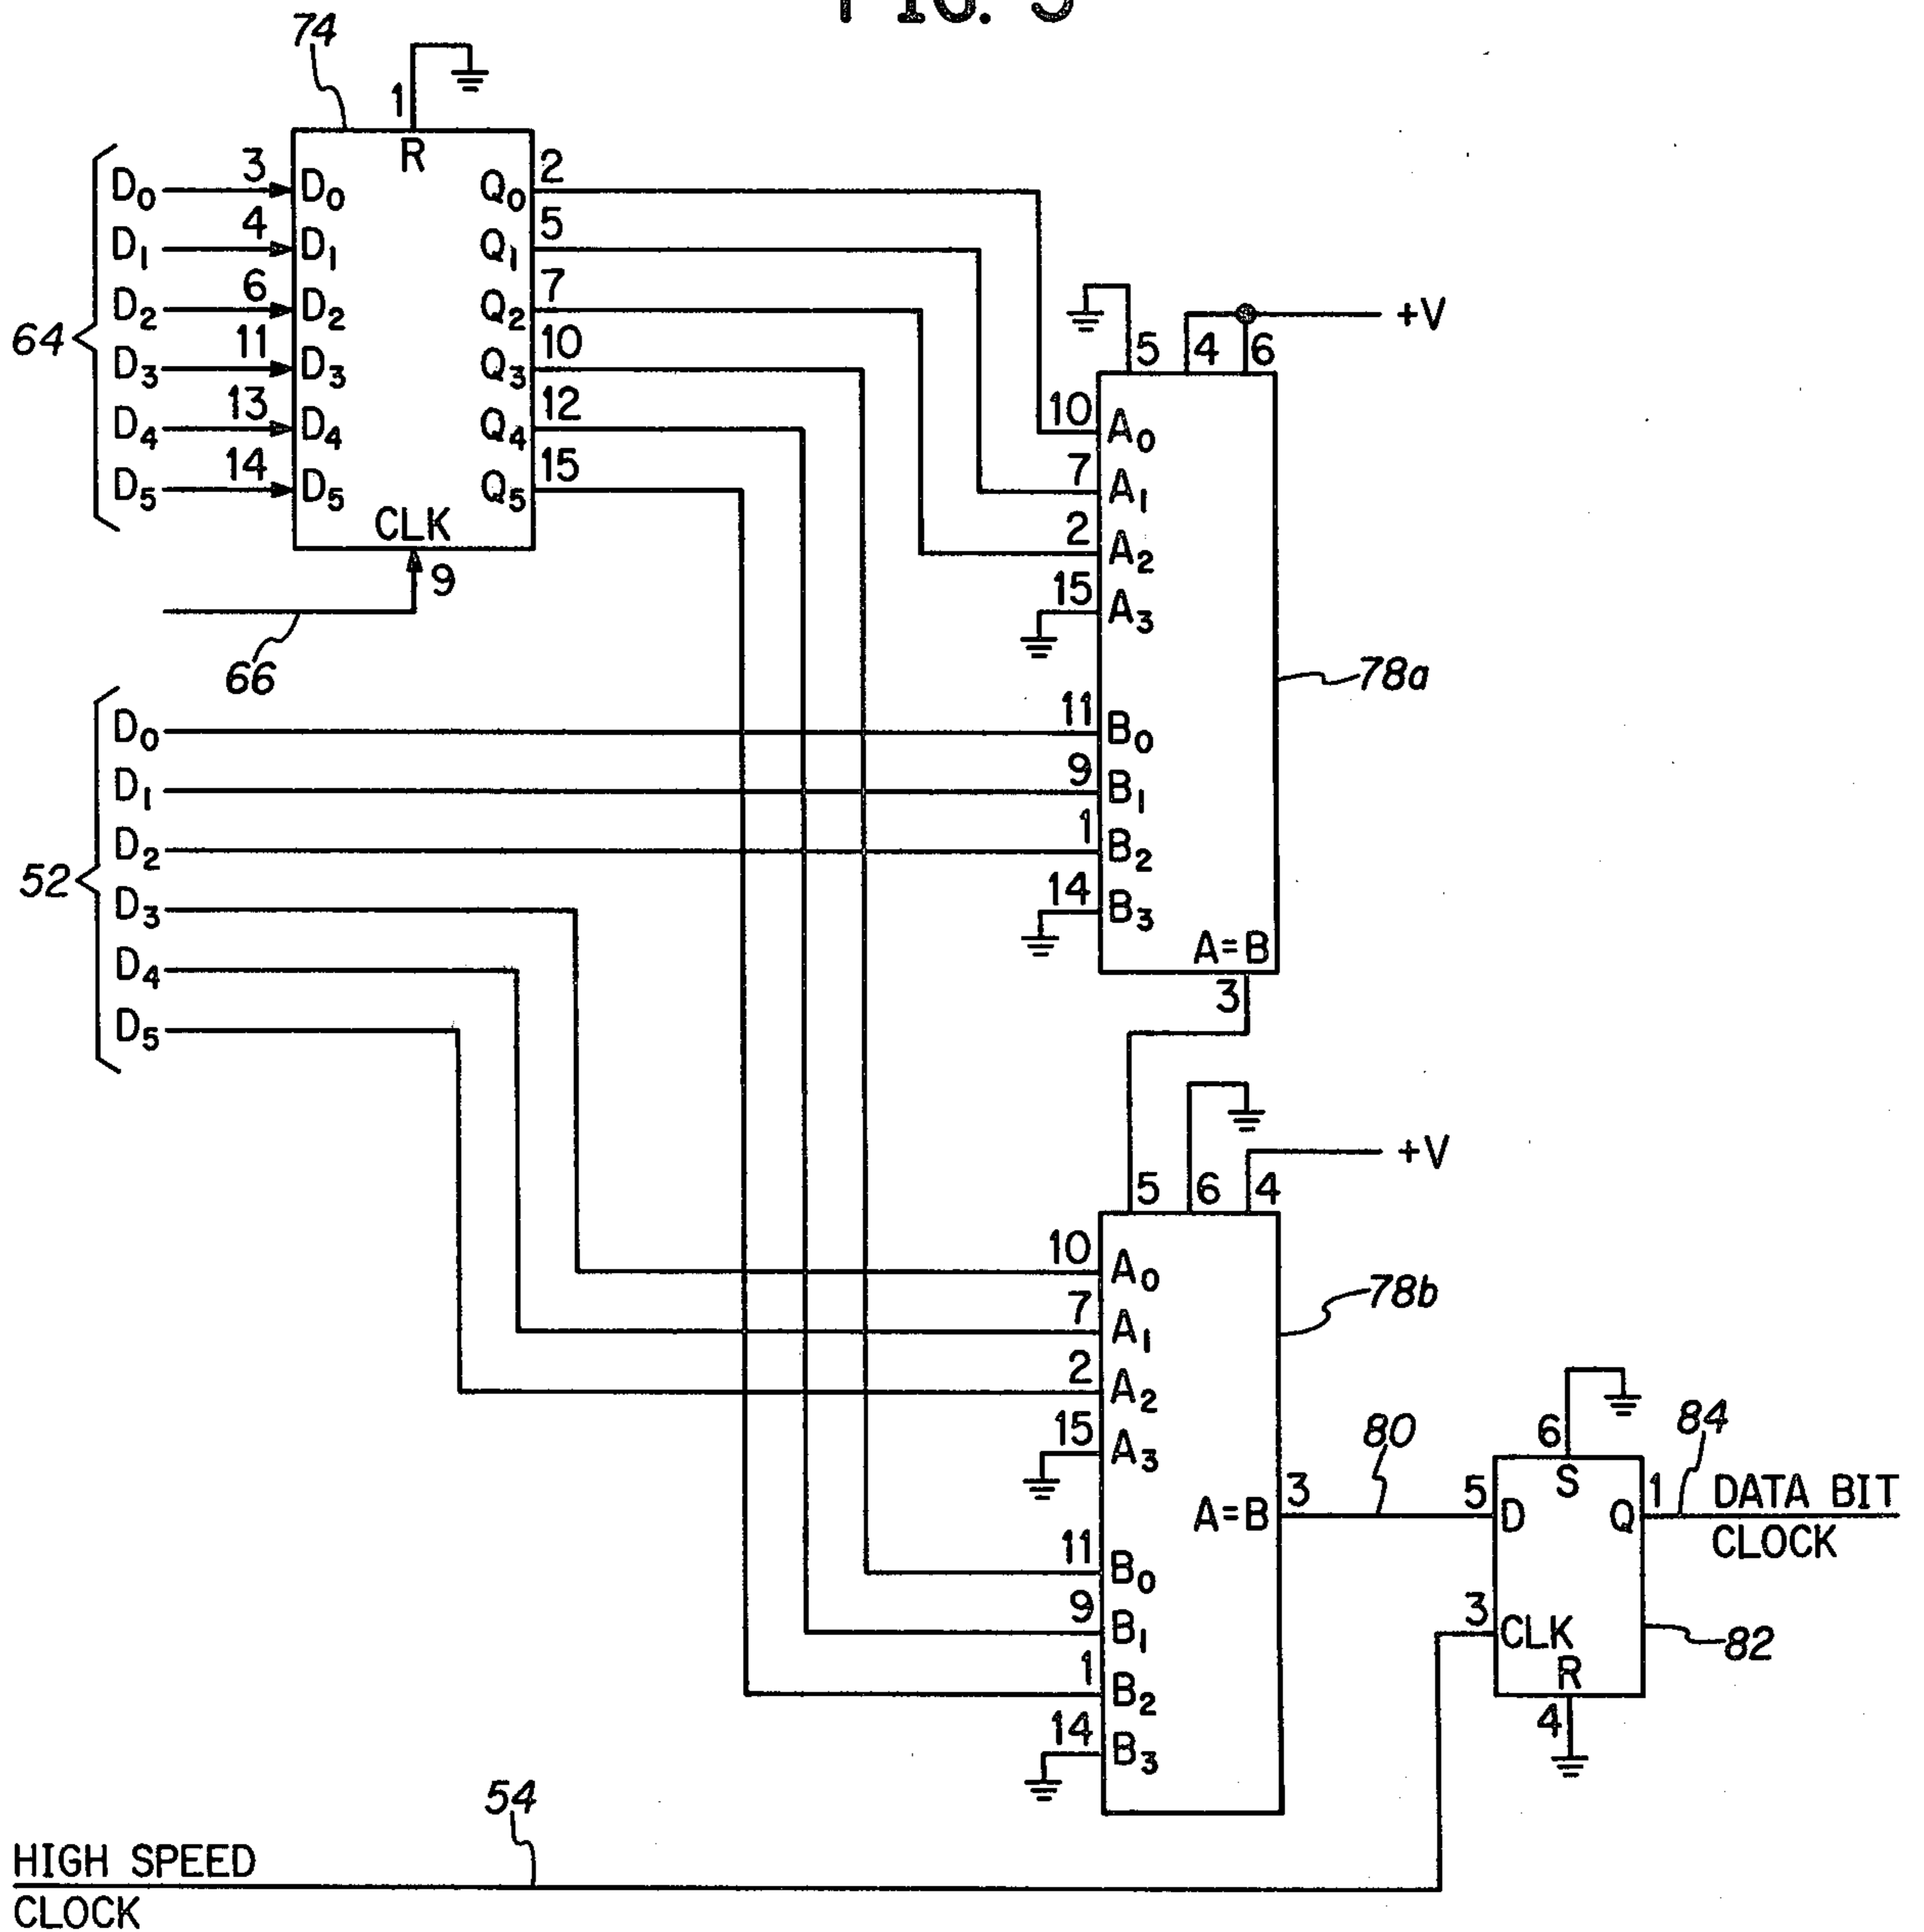 FIG. 5
74
1
R
64
D0 3 D0 Q0 2
D1 4 D1 Q1 5
D2 6 D2 Q2 7
D3 11 D3 Q3 10
D4 13 D4 Q4 12
D5 14 D5 Q5 15
CLK
9
66
5 4 6 +V
10 A0
7 A1
2 A2
15 A3
78a
52
D0 11 B0
D1 9 B1
D2 1 B2
D3 14 B3
D4
D5
A=B
3
+V
5 6 4
10 A0
7 A1
2 A2
15 A3
78b
A=B 3
80
11 B0
9 B1
1 B2
14 B3
6
S
5 D Q 1
84
DATA BIT
CLOCK
3 CLK
R
4
82
54
HIGH SPEED
CLOCK